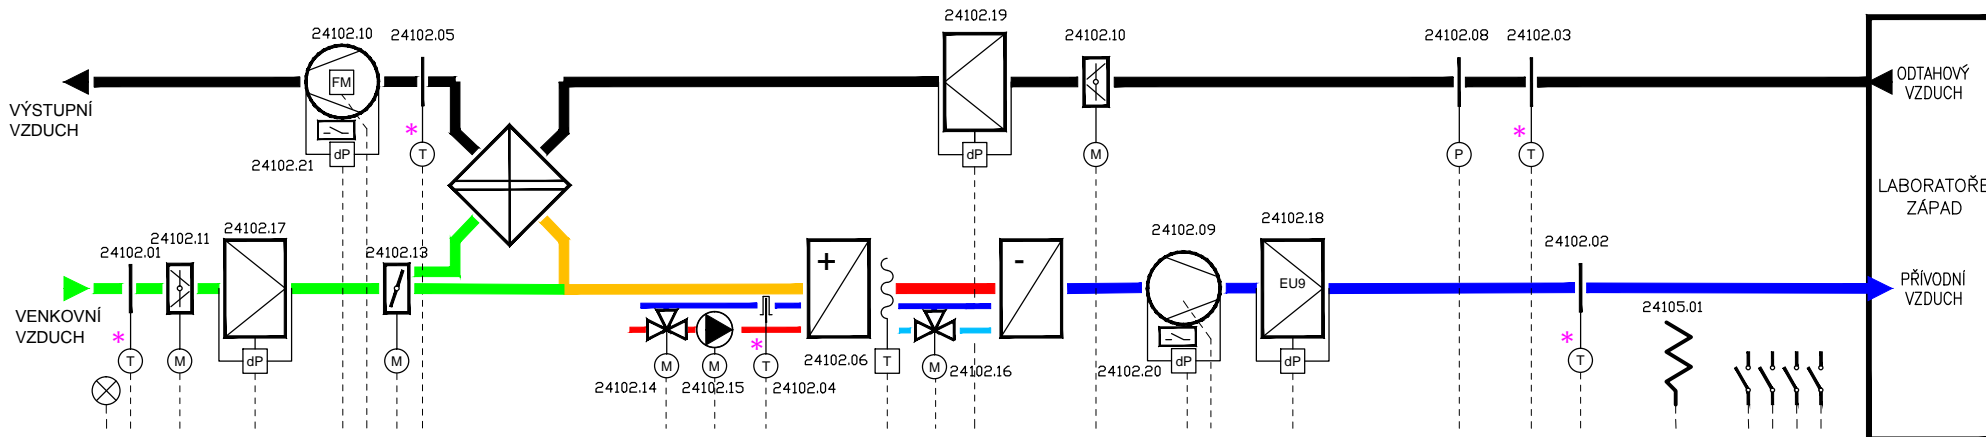 24102.19
24102.10
24102.05
24102.10
24102.08
24102.03
FM
ODTAHOVÝ
VZDUCH
VÝSTUPNÍ
VZDUCH
*
*
24102.21
dP
T
dP
M
P
T
LABORATOŘE
ZÁPAD
24102.01
24102.11
24102.17
24102.13
24102.09
24102.18
24102.02
+
-
EU9
PŘÍVODNÍ
VZDUCH
VENKOVNÍ
VZDUCH
24105.01
*
*
*
T
M
dP
M
24102.14
M
24102.15
M
T
24102.04
24102.06
T
M
24102.16
24102.20
dP
dP
T